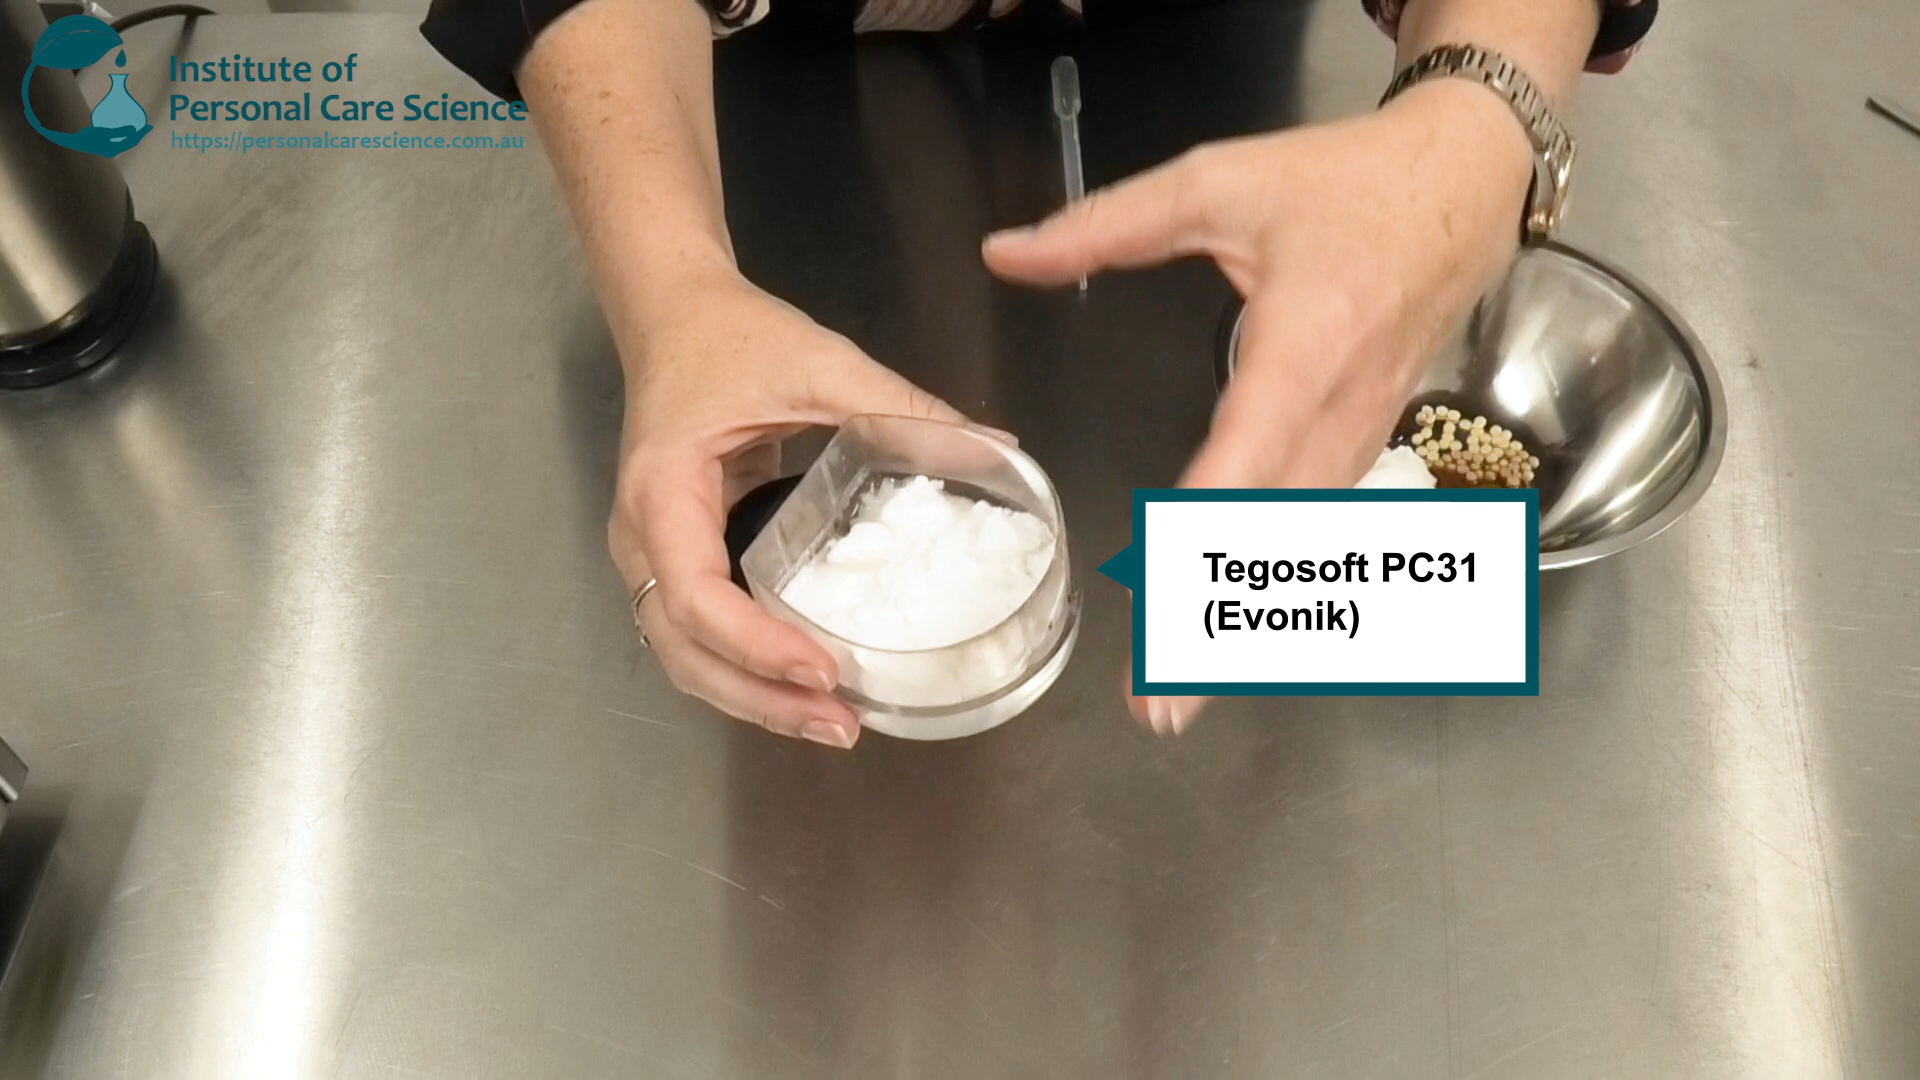 Institute of
Personal Care Science
https://personalcarescience.com.au
Tegosoft PC31
(Evonik)